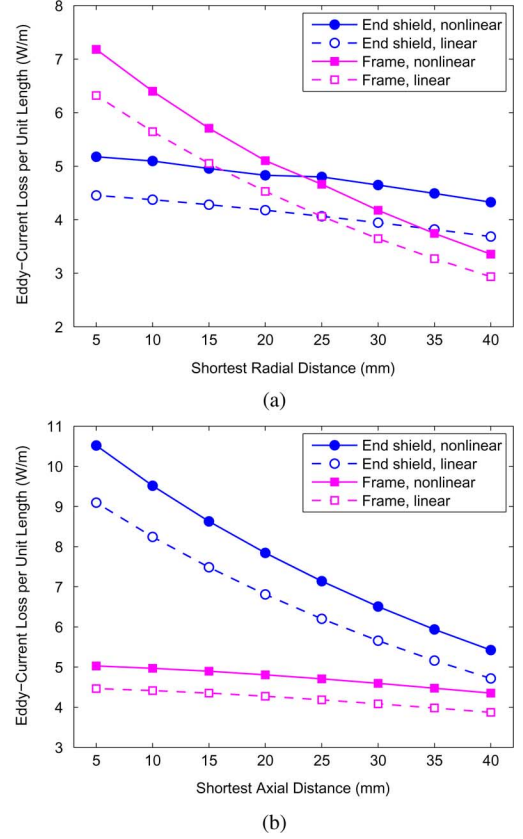 8
7
6
5
4
3
2
Eddy−Current Loss per Unit Length (W/m)
End shield, nonlinear
End shield, linear
Frame, nonlinear
Frame, linear
5 10 15 20 25 30 35 40
Shortest Radial Distance (mm)
(a)
11
10
9
8
7
6
5
4
3
Eddy−Current Loss per Unit Length (W/m)
End shield, nonlinear
End shield, linear
Frame, nonlinear
Frame, linear
5 10 15 20 25 30 35 40
Shortest Axial Distance (mm)
(b)